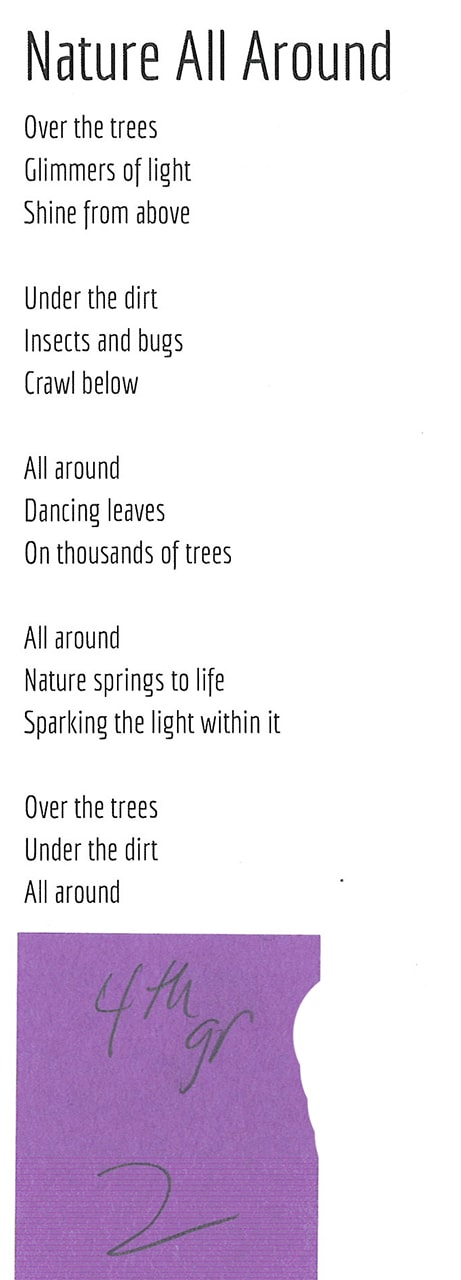 Nature All Around
Over the trees
Glimmers of light
Shine from above

Under the dirt
Insects and bugs
Crawl below

All around
Dancing leaves
On thousands of trees

All around
Nature springs to life
Sparking the light within it

Over the trees
Under the dirt
All around

4th
gr
2